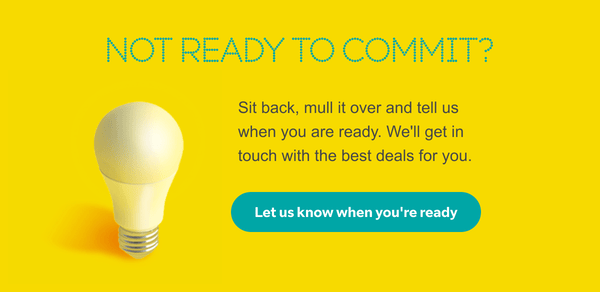 NOT READY TO COMMIT?
Sit back, mull it over and tell us
when you are ready. We'll get in
touch with the best deals for you.
Let us know when you're ready